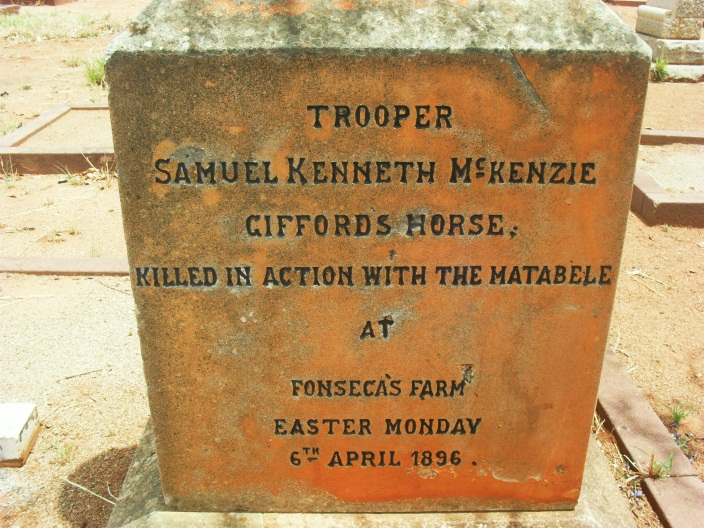 TROOPER
SAMUEL KENNETH McKENZIE
GIFFORDS HORSE,
KILLED IN ACTION WITH THE MATABELE
AT
FONSECA'S FARM
EASTER MONDAY
6TH APRIL 1896.